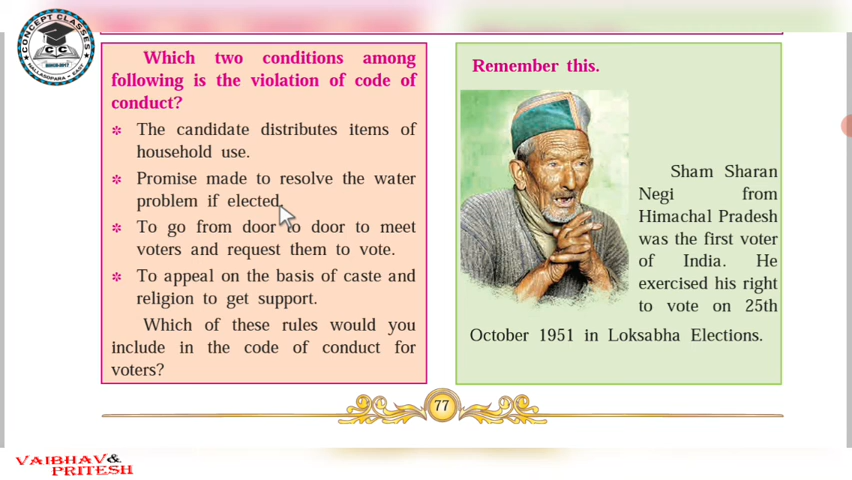 CONCEPT CLASSES
CC
SINCE-2017
NALLASOPARA - EAST
Which two conditions among
following is the violation of code of
conduct?
* The candidate distributes items of
household use.
* Promise made to resolve the water
problem if elected.
* To go from door to door to meet
voters and request them to vote.
* To appeal on the basis of caste and
religion to get support.
Which of these rules would you
include in the code of conduct for
voters?
Remember this.
Sham Sharan
Negi from
Himachal Pradesh
was the first voter
of India. He
exercised his right
to vote on 25th
October 1951 in Loksabha Elections.
77
VAIBHAV&
PRITESH